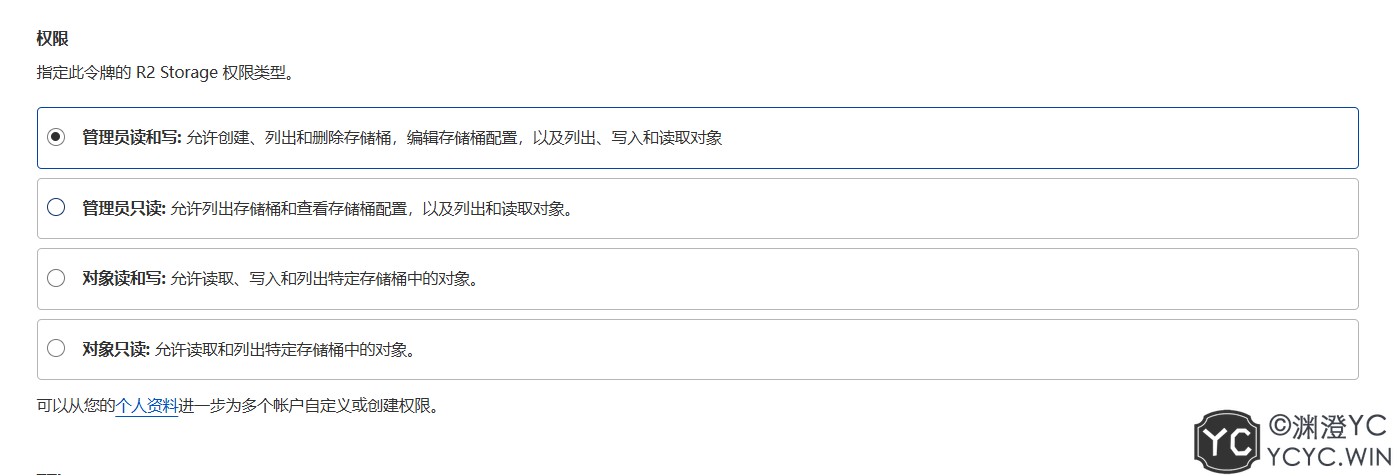 权限
指定此令牌的 R2 Storage 权限类型。
管理员读和写: 允许创建、列出和删除存储桶，编辑存储桶配置，以及列出、写入和读取对象
管理员只读: 允许列出存储桶和查看存储桶配置，以及列出和读取对象。
对象读和写: 允许读取、写入和列出特定存储桶中的对象。
对象只读: 允许读取和列出特定存储桶中的对象。
可以从您的个人资料进一步为多个帐户自定义或创建权限。
YC
©渊澄YC
YCYC.WIN